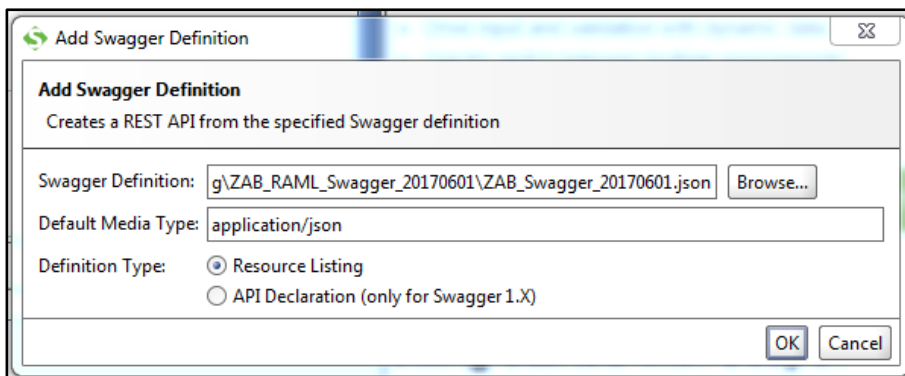 Add Swagger Definition
Add Swagger Definition
Creates a REST API from the specified Swagger definition
Swagger Definition: g\ZAB_RAML_Swagger_20170601\ZAB_Swagger_20170601.json Browse...
Default Media Type: application/json
Definition Type: Resource Listing
API Declaration (only for Swagger 1.X)
OK Cancel